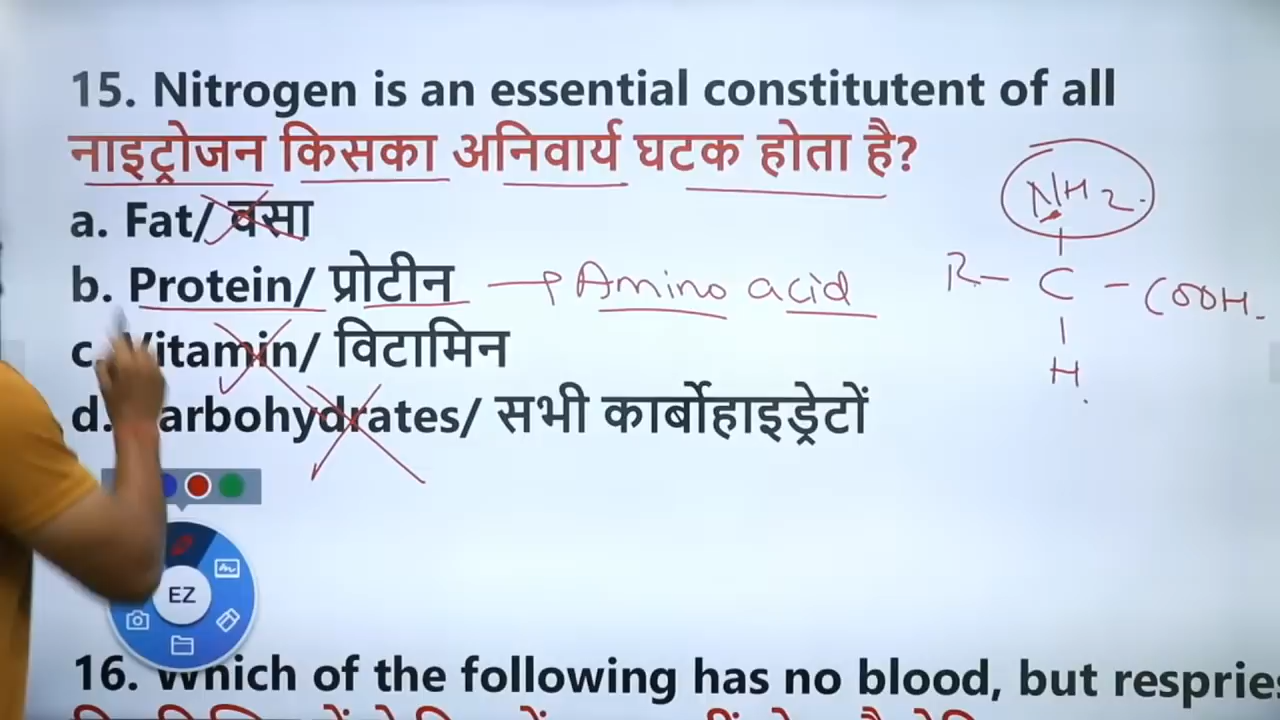 15. Nitrogen is an essential constitutent of all
नाइट्रोजन किसका अनिवार्य घटक होता है?
a. Fat/ वसा
b. Protein/ प्रोटीन → Amino acid
c. Vitamin/ विटामिन
d. Carbohydrates/ सभी कार्बोहाइड्रेटों
NH2
R – C – COOH
H
EZ
16. Which of the following has no blood, but respries